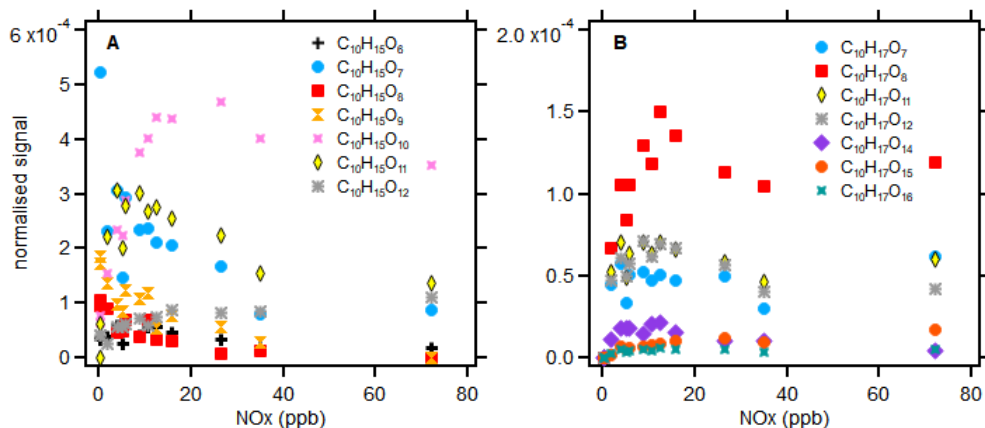 6 x10⁻⁴
A
5
4
3
2
1
0
normalised signal
0
20
40
60
80
NOx (ppb)
C₁₀H₁₅O₆
C₁₀H₁₅O₇
C₁₀H₁₅O₈
C₁₀H₁₅O₉
C₁₀H₁₅O₁₀
C₁₀H₁₅O₁₁
C₁₀H₁₅O₁₂
2.0 x10⁻⁴
B
1.5
1.0
0.5
0.0
0
20
40
60
80
NOx (ppb)
C₁₀H₁₇O₇
C₁₀H₁₇O₈
C₁₀H₁₇O₁₁
C₁₀H₁₇O₁₂
C₁₀H₁₇O₁₄
C₁₀H₁₇O₁₅
C₁₀H₁₇O₁₆